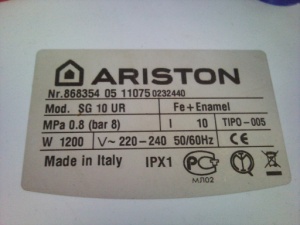 ARISTON
Nr.868354 05 11075 0232440
Mod. SG 10 UR Fe+Enamel
MPa 0.8 (bar 8) I 10 TIPO-005
W 1200 V~ 220-240 50/60Hz CE
Made in Italy IPX1 МЛ02